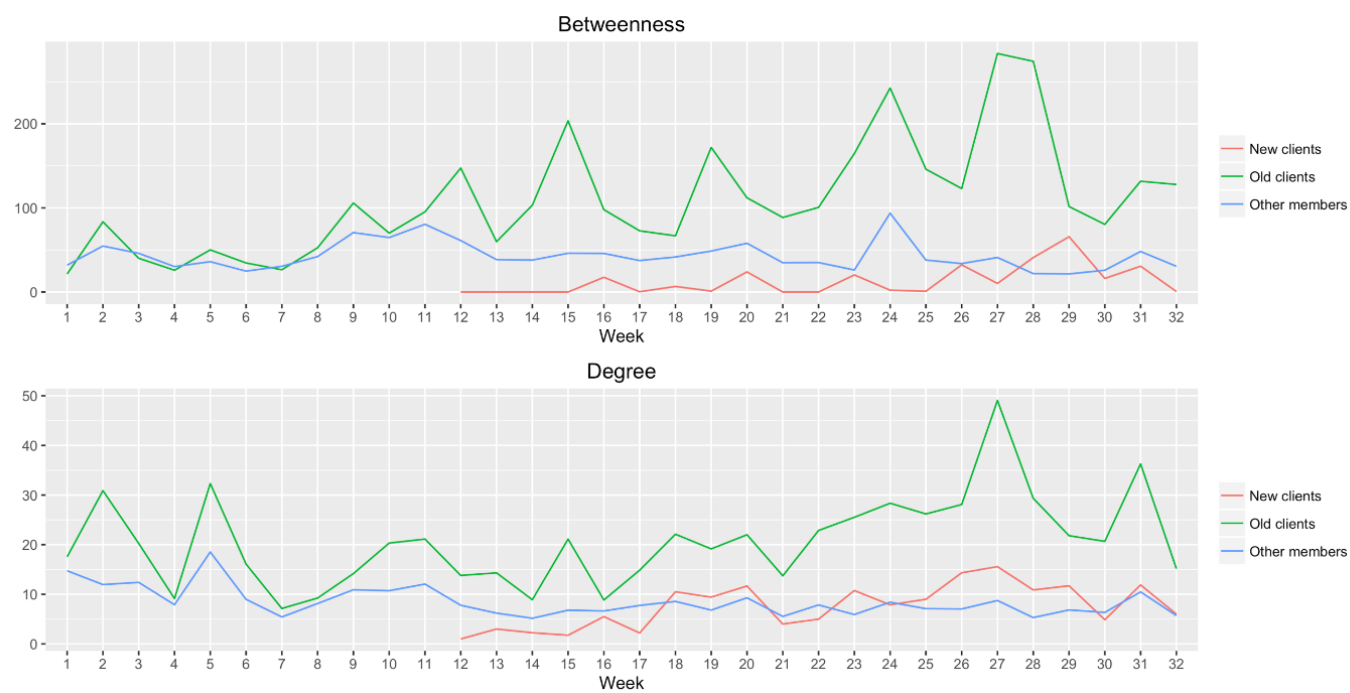 Betweenness
200
100
0
1 2 3 4 5 6 7 8 9 10 11 12 13 14 15 16 17 18 19 20 21 22 23 24 25 26 27 28 29 30 31 32
Week
New clients
Old clients
Other members
Degree
50
40
30
20
10
0
1 2 3 4 5 6 7 8 9 10 11 12 13 14 15 16 17 18 19 20 21 22 23 24 25 26 27 28 29 30 31 32
Week
New clients
Old clients
Other members